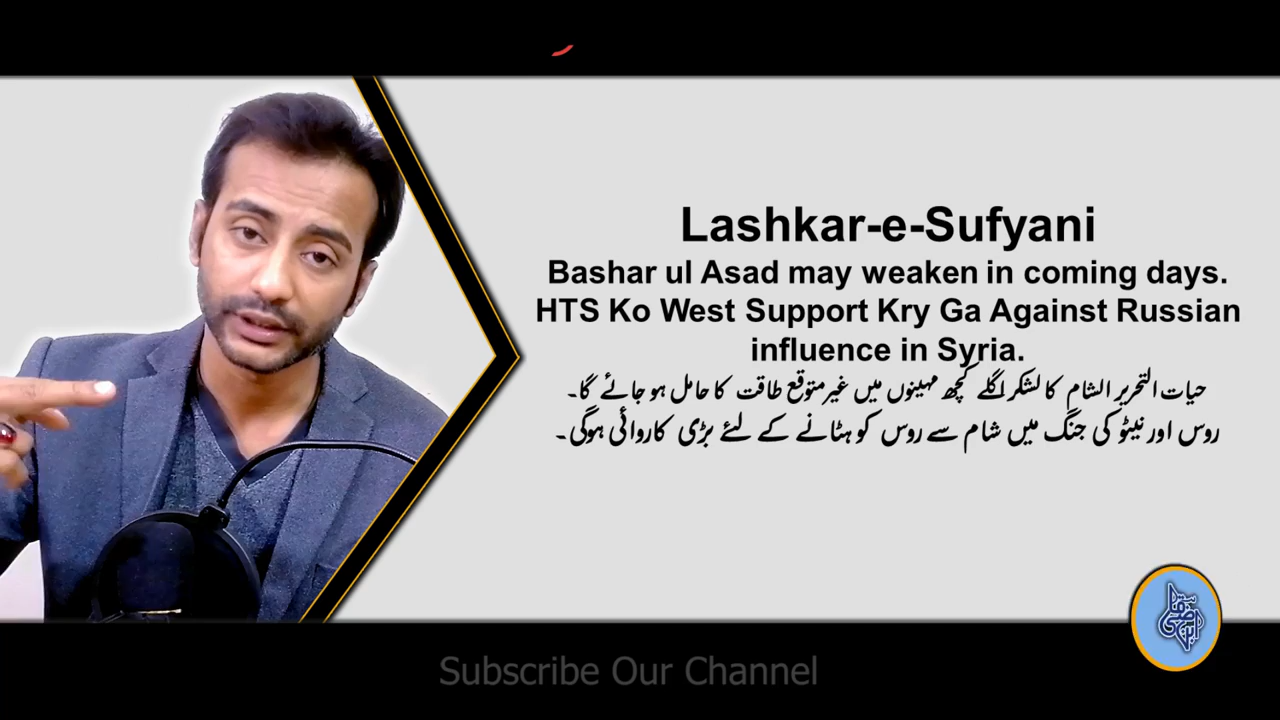 Lashkar-e-Sufyani
Bashar ul Asad may weaken in coming days.
HTS Ko West Support Kry Ga Against Russian
influence in Syria.
حیات التحریر الشام کا لشکر اگلے کچھ مہینوں میں غیر متوقع طاقت کا حامل ہو جائے گا۔
روس اور نیٹو کی جنگ میں شام سے روس کو ہٹانے کے لئے بڑی کاروائی ہوگی۔
Subscribe Our Channel